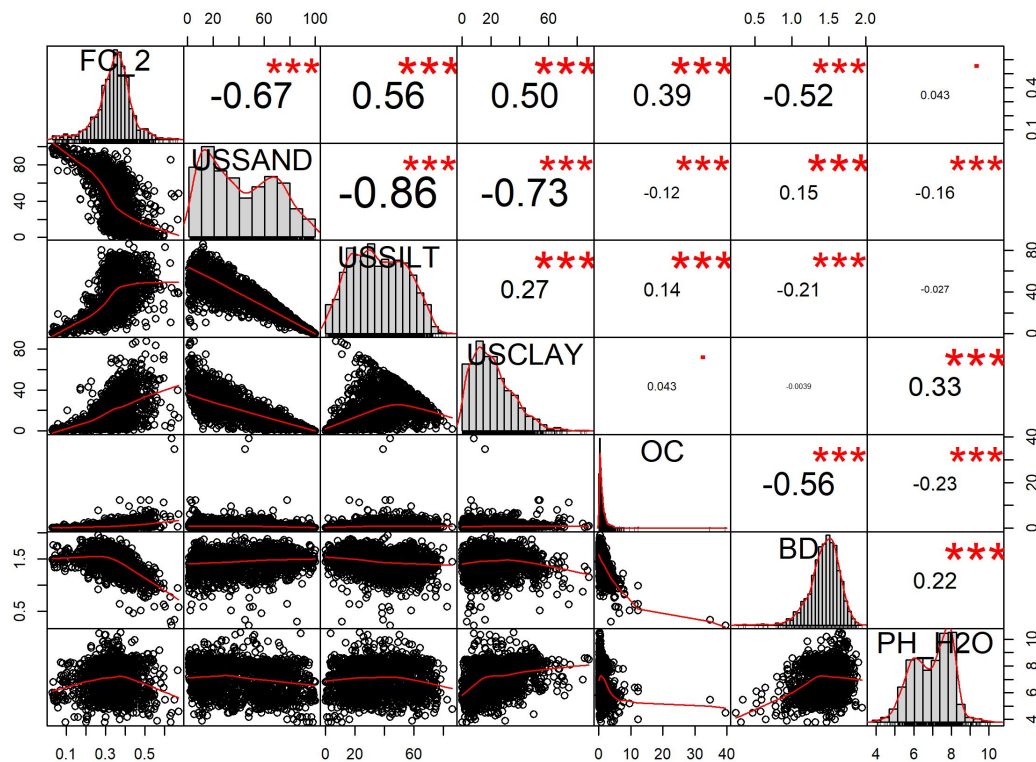 0 20 40 60 80 100 0 20 60 0.5 1.0 1.5 2.0
FC_2 -0.67 *** 0.56 *** 0.50 *** 0.39 *** -0.52 *** 0.043 . 0.1 0.4
0 40 80 USSAND -0.86 *** -0.73 *** -0.12 *** 0.15 *** -0.16 ***
USSILT 0.27 *** 0.14 *** -0.21 *** -0.027 0 40 80
0 40 80 USCLAY 0.043 . -0.0039 0.33 ***
OC -0.56 *** -0.23 *** 0 20 40
0.5 1.5 BD 0.22 ***
PH_H2O 4 6 8 10
0.1 0.3 0.5 0 20 60 0 10 20 30 40 4 6 8 10